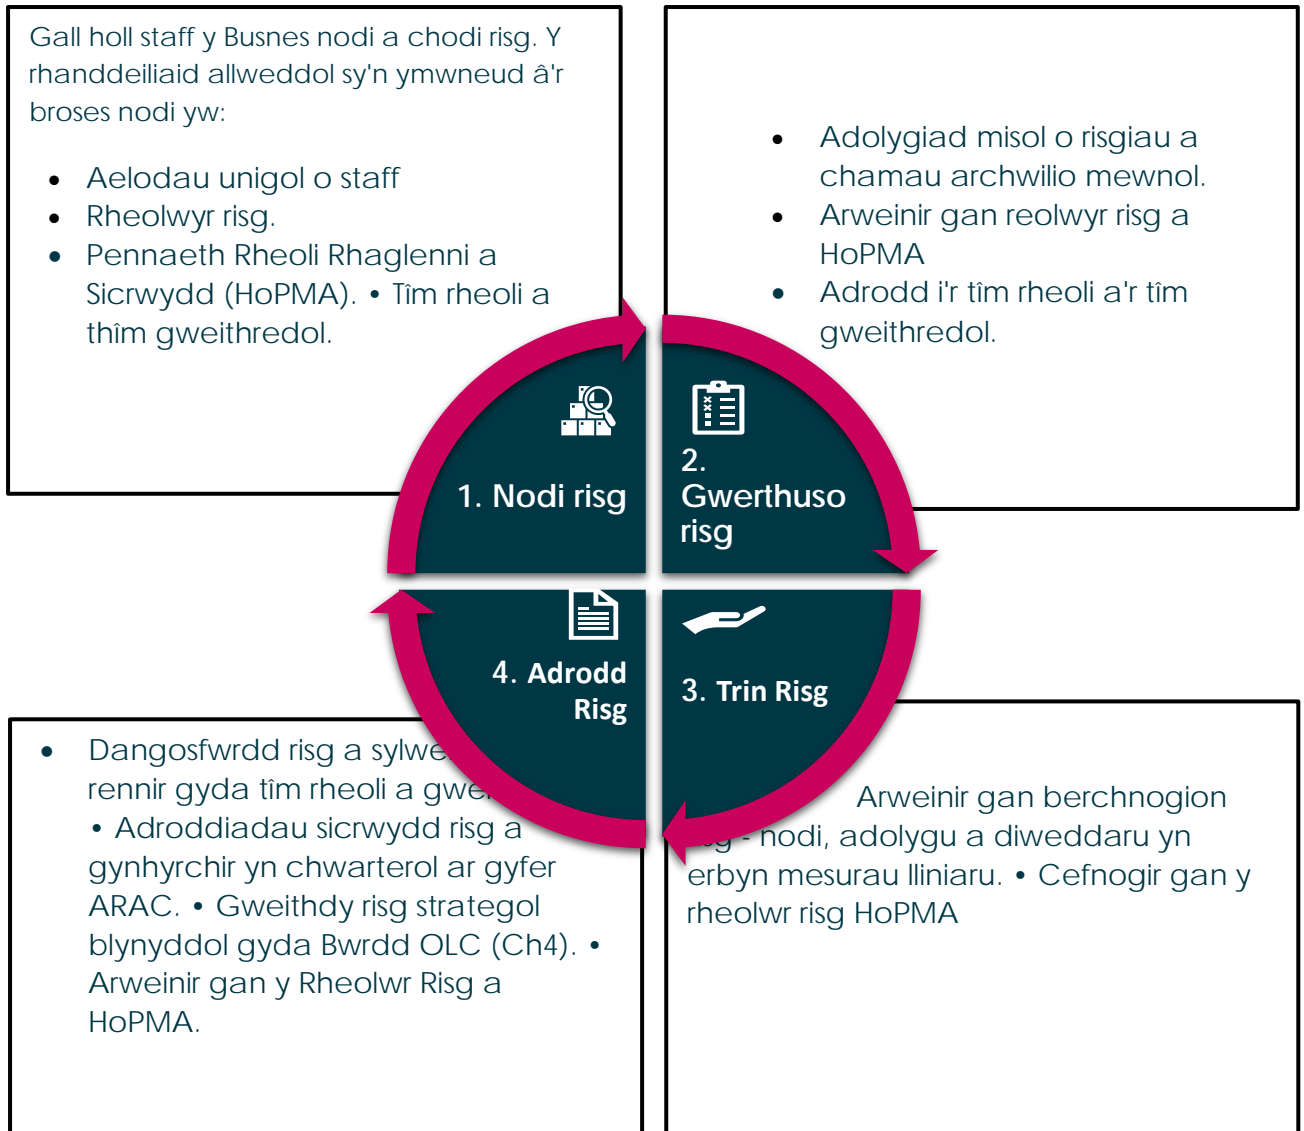 Gall holl staff y Busnes nodi a chodi risg. Y
rhanddeiliaid allweddol sy'n ymwneud â'r
broses nodi yw:
• Aelodau unigol o staff
• Rheolwyr risg.
• Pennaeth Rheoli Rhaglenni a
Sicrwydd (HoPMA). • Tîm rheoli a
thîm gweithredol.
• Adolygiad misol o risgiau a
chamau archwilio mewnol.
• Arweinir gan reolwyr risg a
HoPMA
• Adrodd i'r tîm rheoli a'r tîm
gweithredol.
1. Nodi risg
2.
Gwerthuso
risg
4. Adrodd
Risg
3. Trin Risg
• Dangosfwrdd risg a
rennir gyda tîm rheoli a
• Adroddiadau sicrwydd risg a
gynhyrchir yn chwarterol ar gyfer
ARAC. • Gweithdy risg strategol
blynyddol gyda Bwrdd OLC (Ch4). •
Arweinir gan y Rheolwr Risg a
HoPMA.
Arweinir gan berchnogion
- nodi, adolygu a diweddaru yn
erbyn mesurau lliniaru. • Cefnogir gan y
rheolwr risg HoPMA